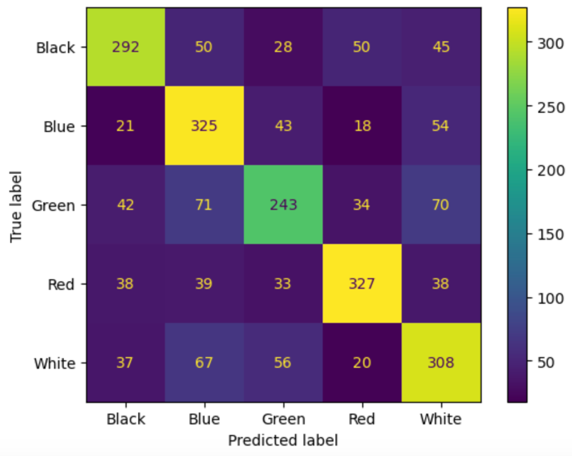 Black 292 50 28 50 45
Blue 21 325 43 18 54
Green 42 71 243 34 70
Red 38 39 33 327 38
White 37 67 56 20 308
Black Blue Green Red White
Predicted label
True label
300
250
200
150
100
50